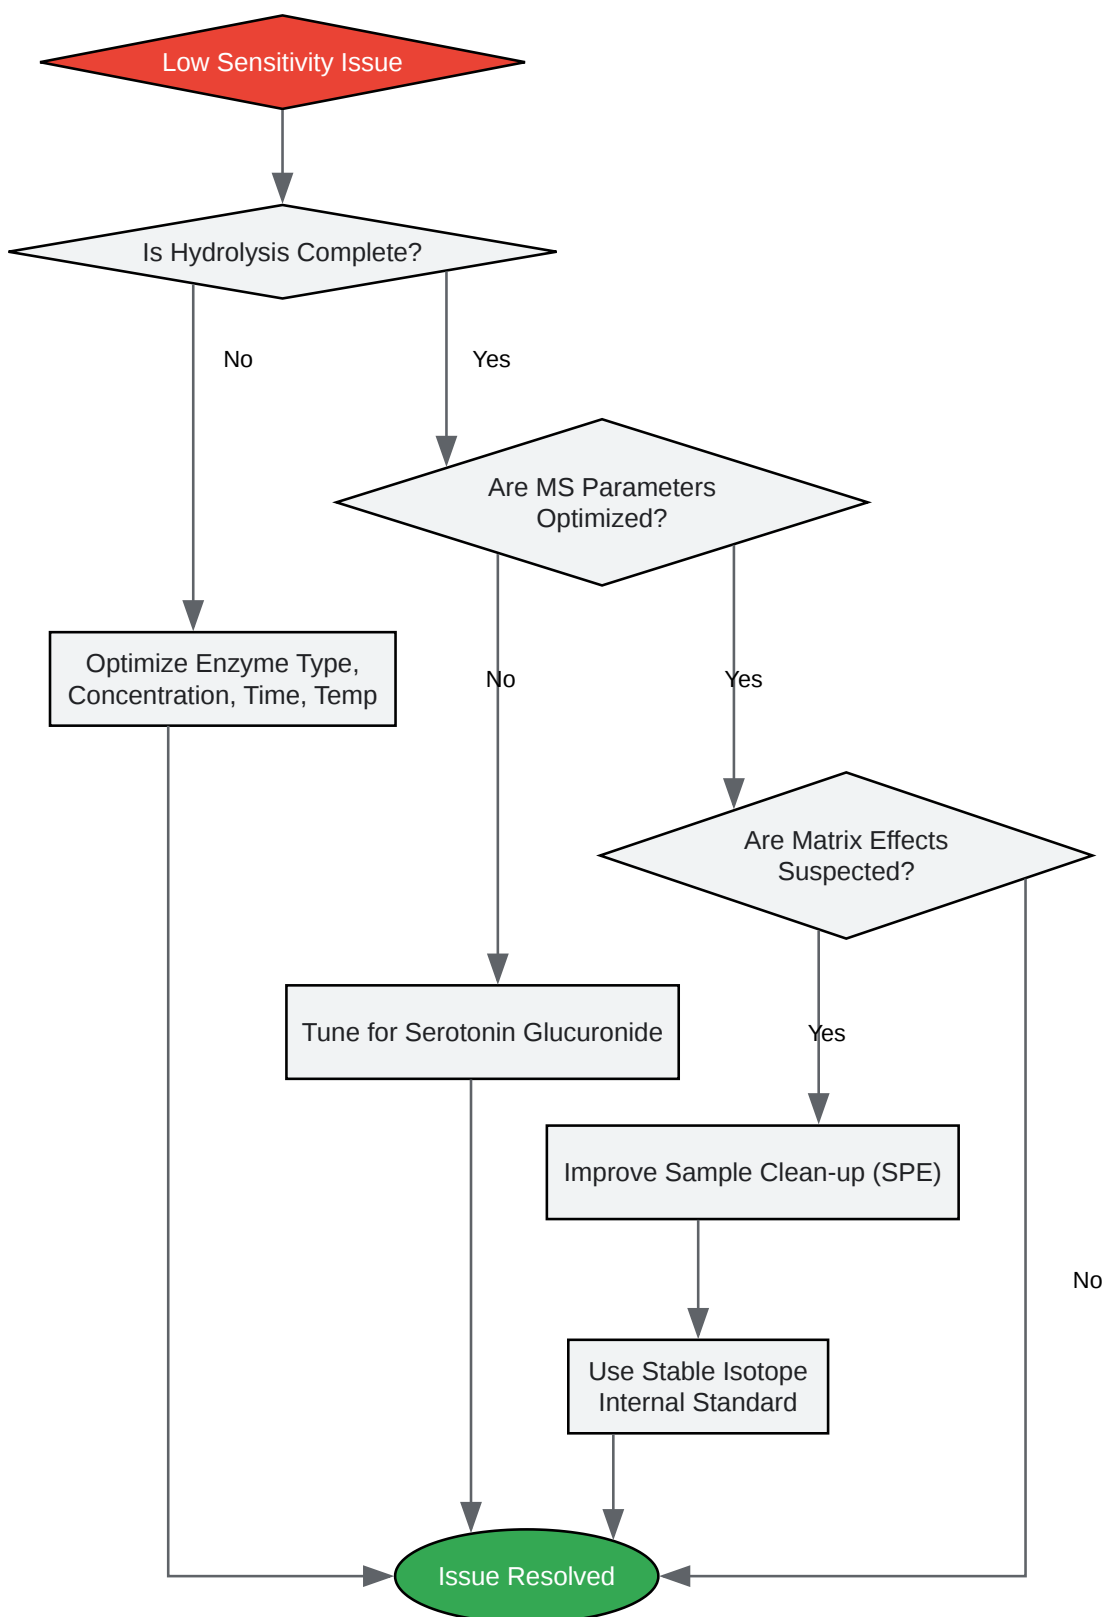 Low Sensitivity Issue
Is Hydrolysis Complete?
No
Yes
Are MS Parameters
Optimized?
Optimize Enzyme Type,
Concentration, Time, Temp
No
Yes
Are Matrix Effects
Suspected?
Tune for Serotonin Glucuronide
Yes
Improve Sample Clean-up (SPE)
No
Use Stable Isotope
Internal Standard
Issue Resolved